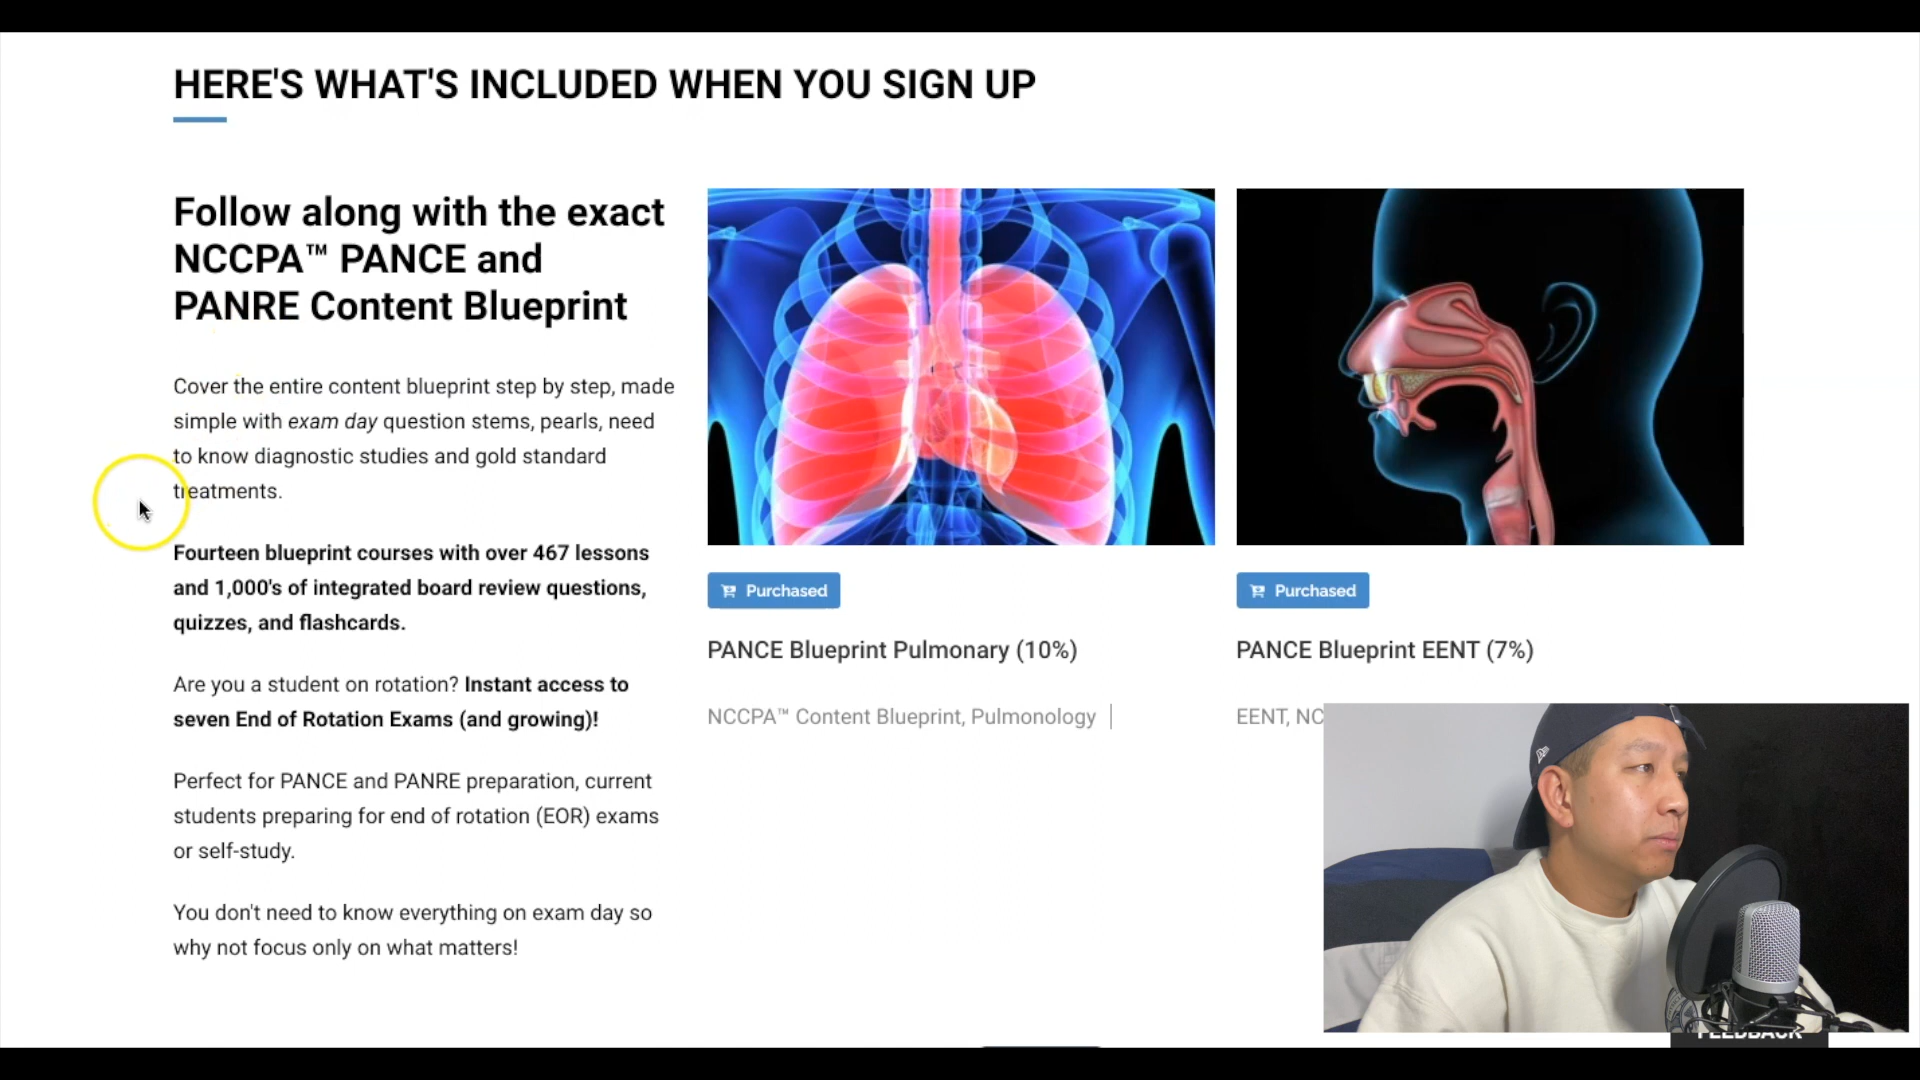 HERE'S WHAT'S INCLUDED WHEN YOU SIGN UP
Follow along with the exact
NCCPA™ PANCE and
PANRE Content Blueprint
Cover the entire content blueprint step by step, made
simple with exam day question stems, pearls, need
to know diagnostic studies and gold standard
treatments.
Fourteen blueprint courses with over 467 lessons
and 1,000's of integrated board review questions,
quizzes, and flashcards.
Are you a student on rotation? Instant access to
seven End of Rotation Exams (and growing)!
Perfect for PANCE and PANRE preparation, current
students preparing for end of rotation (EOR) exams
or self-study.
You don't need to know everything on exam day so
why not focus only on what matters!
Purchased
PANCE Blueprint Pulmonary (10%)
NCCPA™ Content Blueprint, Pulmonology
Purchased
PANCE Blueprint EENT (7%)
EENT, NC
FEEDBACK